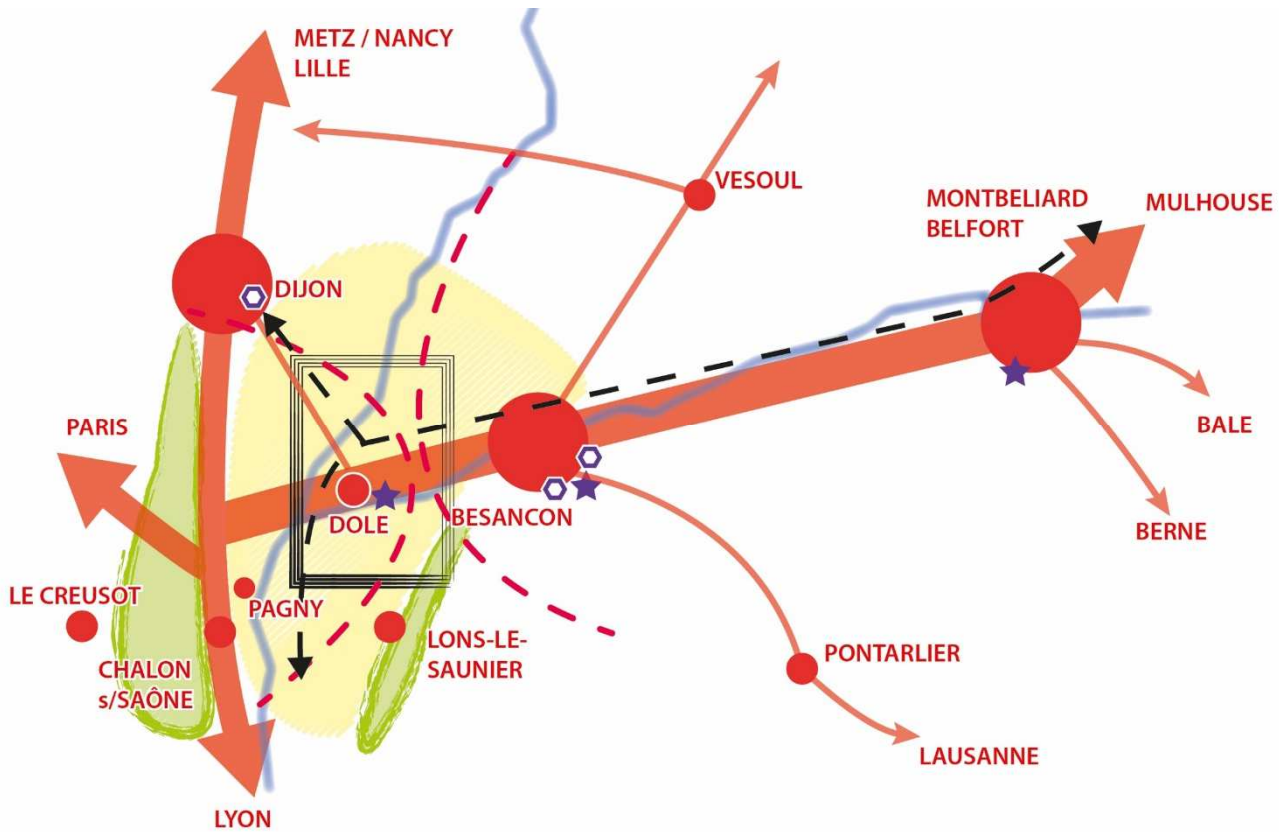 METZ / NANCY
LILLE
VESOUL
MONTBELIARD
BELFORT
MULHOUSE
DIJON
PARIS
BALE
DOLE
BESANCON
BERNE
LE CREUSOT
PAGNY
CHALON
s/SAÔNE
LONS-LE-
SAUNIER
PONTARLIER
LAUSANNE
LYON